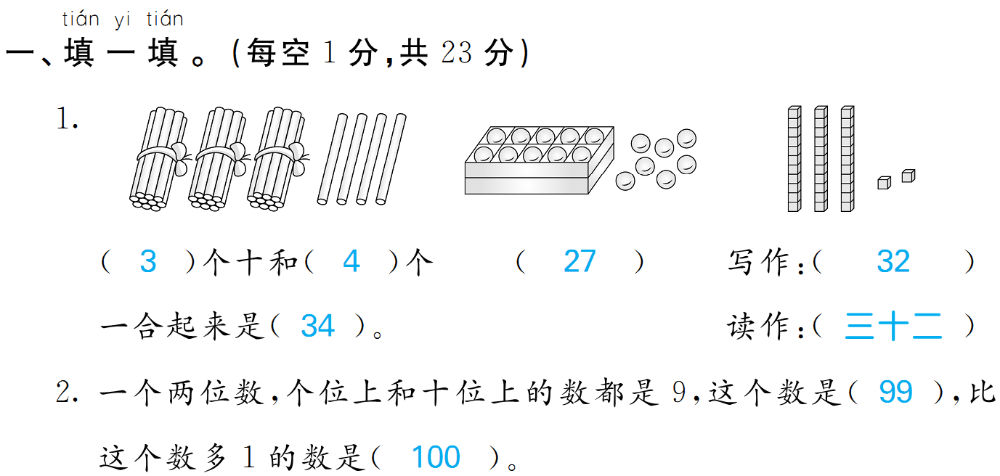 tián yi tián
一、填一填。(每空1分,共23分)
1.
( 3 )个十和( 4 )个 ( 27 ) 写作:( 32 )
一合起来是( 34 )。 读作:( 三十二 )
2. 一个两位数,个位上和十位上的数都是9,这个数是( 99 ),比
这个数多1的数是( 100 )。